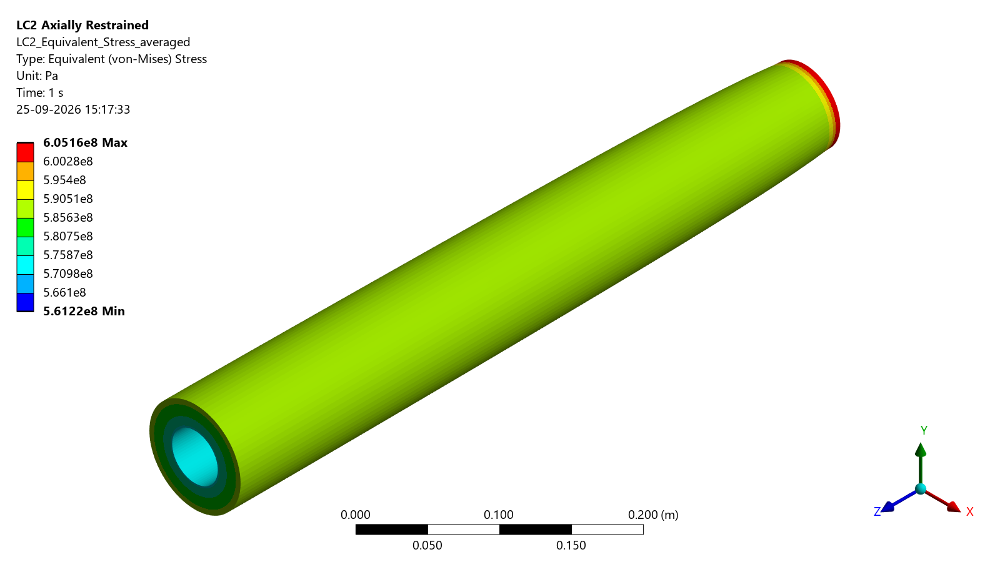 LC2 Axially Restrained
LC2_Equivalent_Stress_averaged
Type: Equivalent (von-Mises) Stress
Unit: Pa
Time: 1 s
25-09-2026 15:17:33
6.0516e8 Max
6.0028e8
5.954e8
5.9051e8
5.8563e8
5.8075e8
5.7587e8
5.7098e8
5.661e8
5.6122e8 Min
0.000 0.100 0.200 (m)
0.050 0.150
Y
Z X